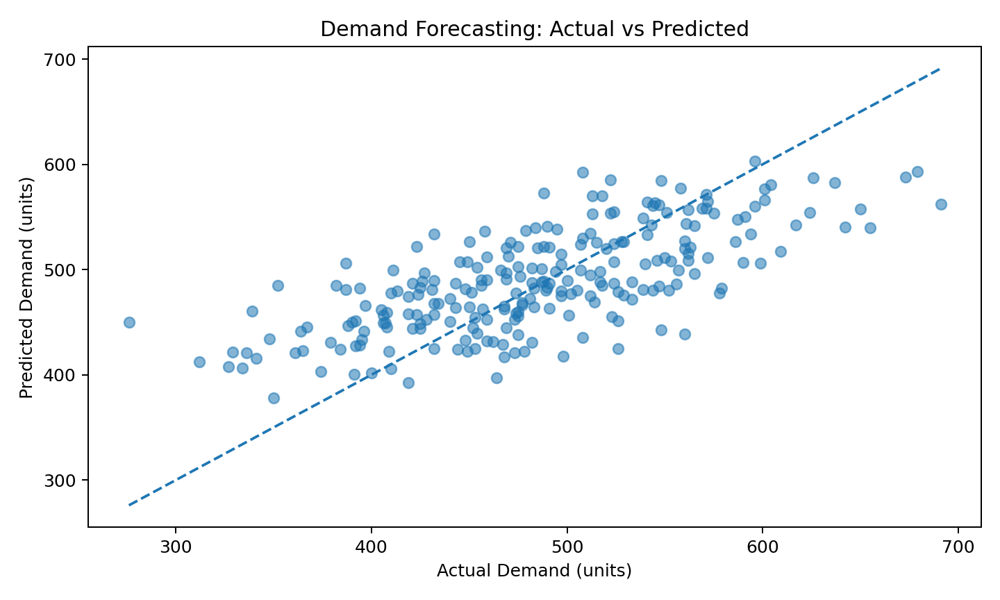 Demand Forecasting: Actual vs Predicted
Predicted Demand (units)
700
600
500
400
300
300 400 500 600 700
Actual Demand (units)